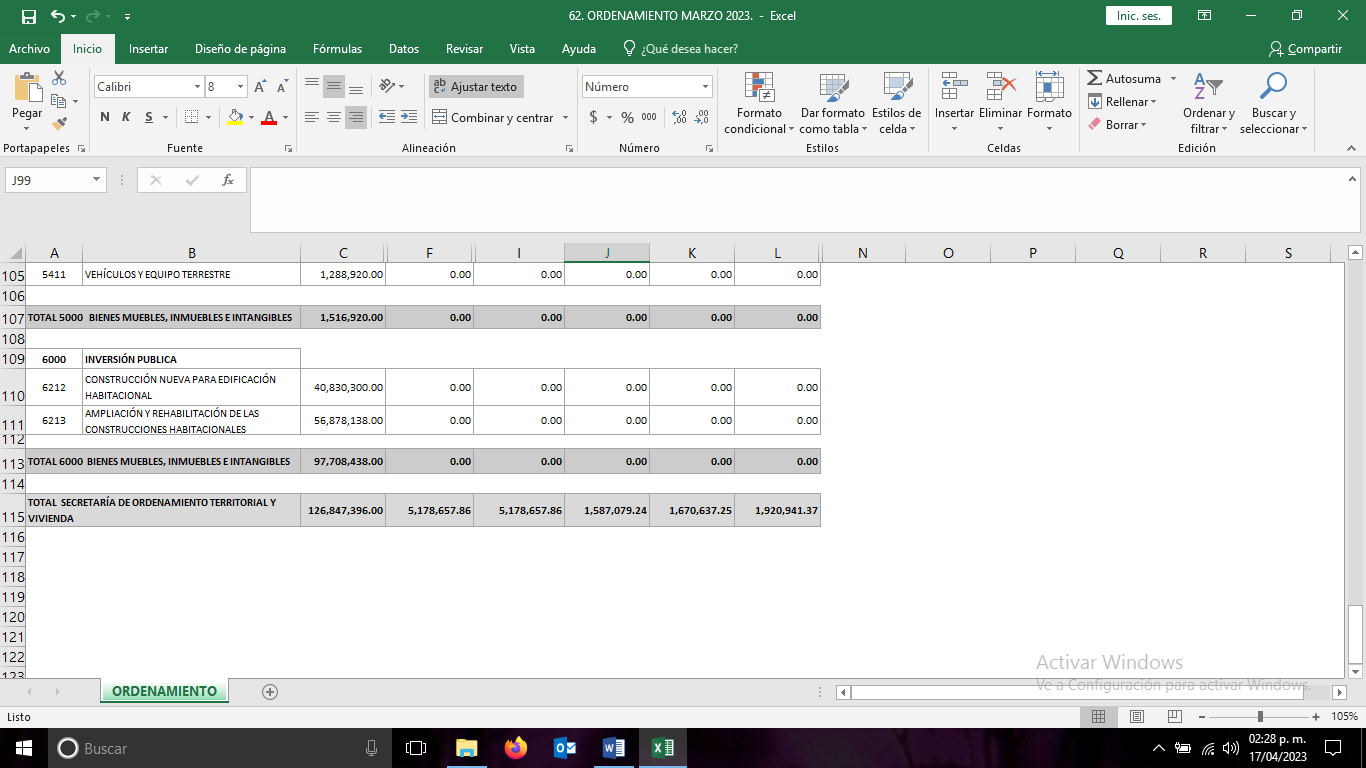 62. ORDENAMIENTO MARZO 2023. - Excel
Inic. ses.
Archivo Inicio Insertar Diseño de página Fórmulas Datos Revisar Vista Ayuda ¿Qué desea hacer? Compartir
Pegar
Calibri 8
N K S
Ajustar texto
Combinar y centrar
Número
$ % 000
Formato condicional
Dar formato como tabla
Estilos de celda
Insertar Eliminar Formato
Autosuma
Rellenar
Borrar
Ordenar y filtrar
Buscar y seleccionar
Portapapeles Fuente Alineación Número Estilos Celdas Edición
J99 fx
A B C F I J K L N O P Q R S
105 5411 VEHÍCULOS Y EQUIPO TERRESTRE 1,288,920.00 0.00 0.00 0.00 0.00 0.00
106
107 TOTAL 5000 BIENES MUEBLES, INMUEBLES E INTANGIBLES 1,516,920.00 0.00 0.00 0.00 0.00 0.00
108
109 6000 INVERSIÓN PUBLICA
110 6212 CONSTRUCCIÓN NUEVA PARA EDIFICACIÓN HABITACIONAL 40,830,300.00 0.00 0.00 0.00 0.00 0.00
111 6213 AMPLIACIÓN Y REHABILITACIÓN DE LAS CONSTRUCCIONES HABITACIONALES 56,878,138.00 0.00 0.00 0.00 0.00 0.00
112
113 TOTAL 6000 BIENES MUEBLES, INMUEBLES E INTANGIBLES 97,708,438.00 0.00 0.00 0.00 0.00 0.00
114
115 TOTAL SECRETARÍA DE ORDENAMIENTO TERRITORIAL Y VIVIENDA 126,847,396.00 5,178,657.86 5,178,657.86 1,587,079.24 1,670,637.25 1,920,941.37
116
117
118
119
120
121
122
123
Activar Windows
Ve a Configuración para activar Windows.
ORDENAMIENTO
Listo
105%
Buscar
02:28 p. m.
17/04/2023